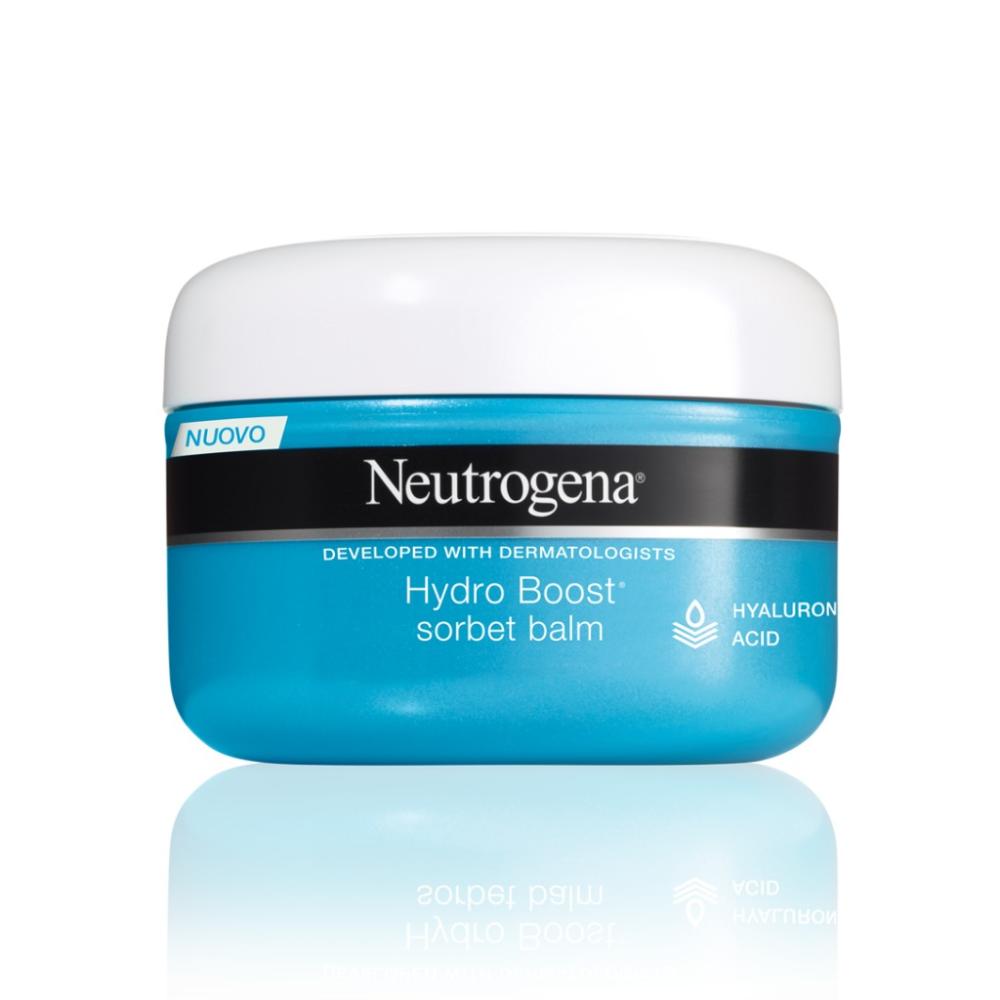 NUOVO
Neutrogena®
DEVELOPED WITH DERMATOLOGISTS
Hydro Boost®
sorbet balm
HYALURON
ACID